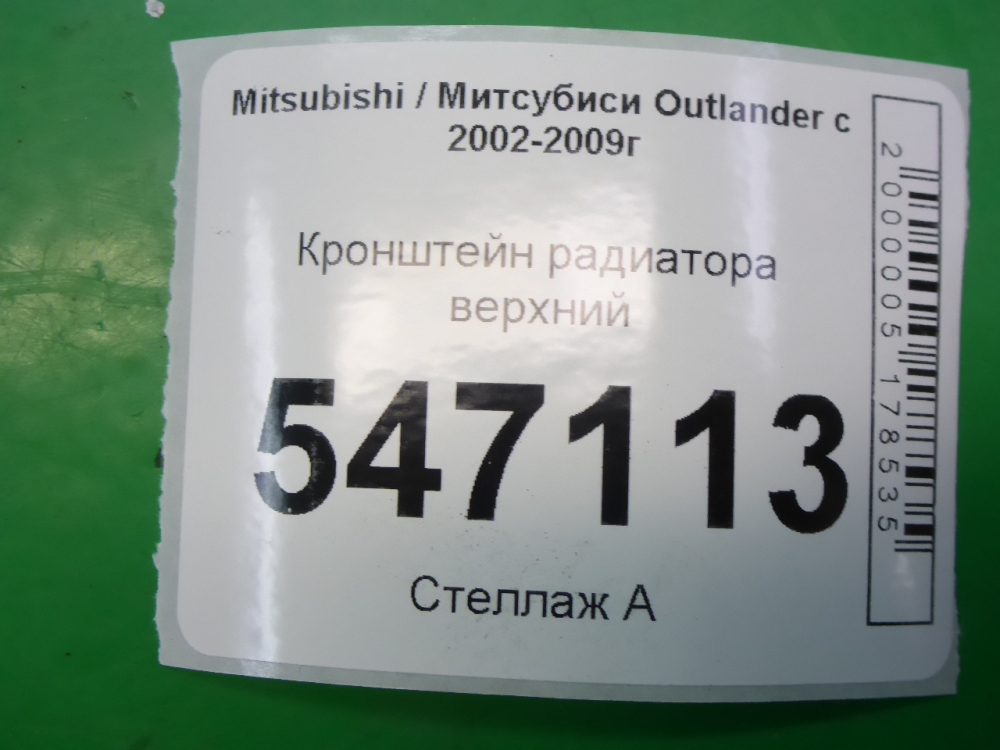 Mitsubishi / Митсубиси Outlander с
2002-2009г
Кронштейн радиатора
верхний
547113
Стеллаж А
2000005178535